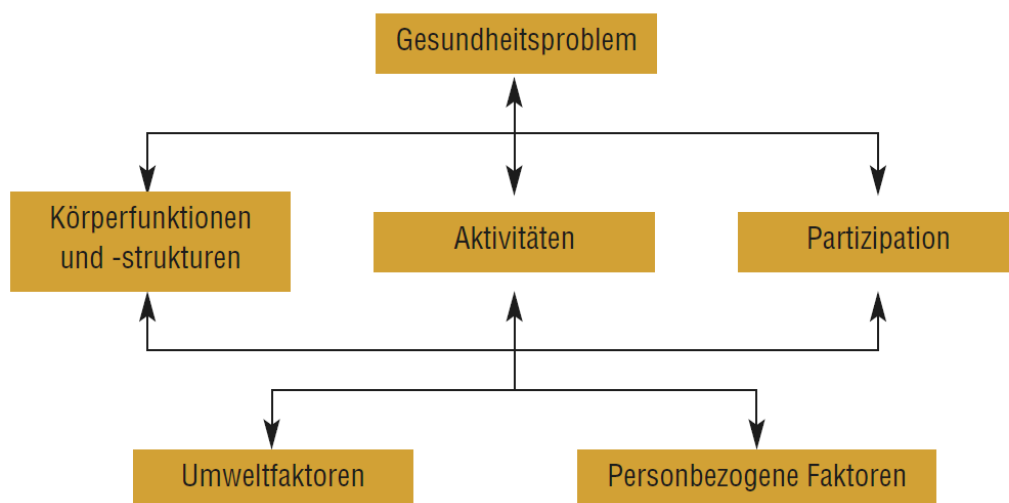 Gesundheitsproblem
Körperfunktionen
und -strukturen
Aktivitäten
Partizipation
Umweltfaktoren
Personbezogene Faktoren